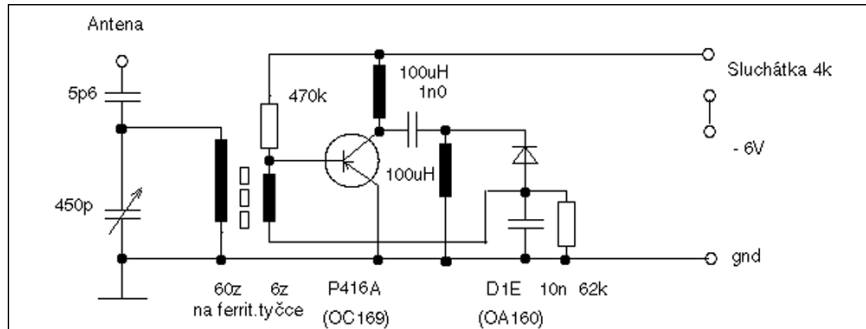 Antena
5p6
470k
100uH
1n0
Sluchátka 4k
- 6V
450p
100uH
gnd
60z 6z
na ferrit.tyčce
P416A
(OC169)
D1E
(OA160)
10n 62k